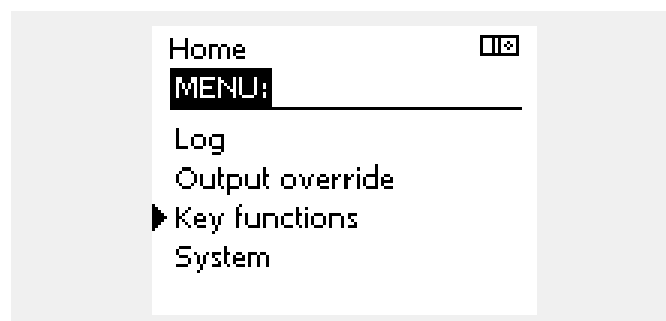 Home
MENU:
Log
Output override
Key functions
System